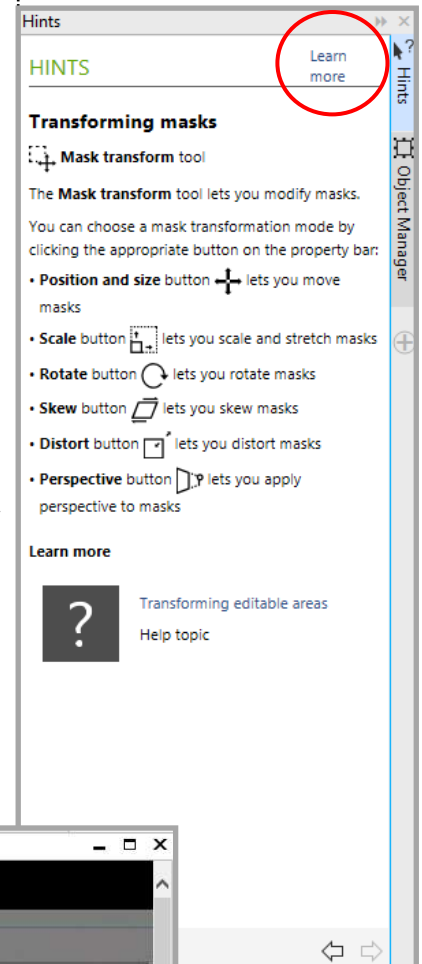 Hints
HINTS
Learn
more
Transforming masks
Mask transform tool
The Mask transform tool lets you modify masks.
You can choose a mask transformation mode by
clicking the appropriate button on the property bar:
• Position and size button lets you move
masks
• Scale button lets you scale and stretch masks
• Rotate button lets you rotate masks
• Skew button lets you skew masks
• Distort button lets you distort masks
• Perspective button lets you apply
perspective to masks
Learn more
?
Transforming editable areas
Help topic
Hints
Object Manager